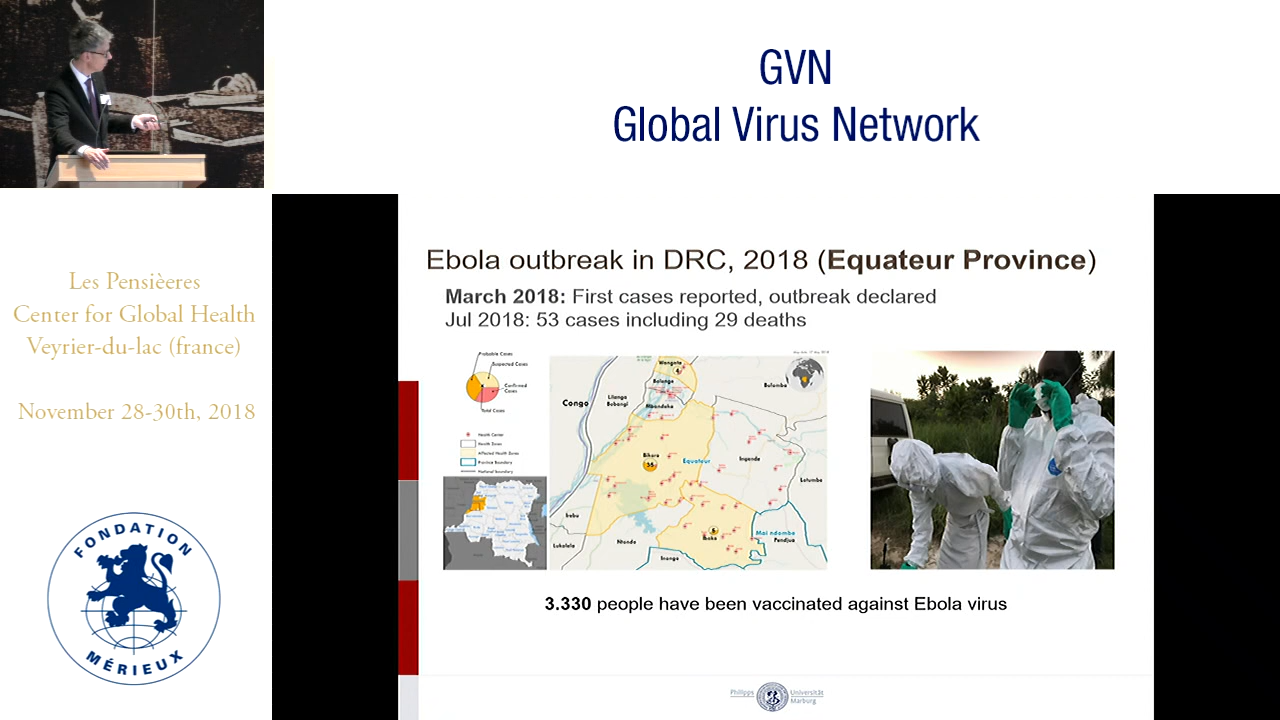 GVN
Global Virus Network
Les Pensièeres
Center for Global Health
Veyrier-du-lac (france)
November 28-30th, 2018
FONDATION
MÉRIEUX
Ebola outbreak in DRC, 2018 (Equateur Province)
March 2018: First cases reported, outbreak declared
Jul 2018: 53 cases including 29 deaths
Probable Cases
Suspected Cases
Confirmed
Cases
Total Cases
Health Center
Health Zones
Affected Health Zones
Province Boundary
National boundary
Wangata
Bolenge
Lilanga
Bobangi
Mbandaka
Congo
Bolomba
Bikoro
Equateur
Ingende
Lotumba
Irebu
Lukolela
Ntondo
Iboko
Mai ndombe
Pendjua
Inongo
3.330 people have been vaccinated against Ebola virus
Philipps Universität
Marburg